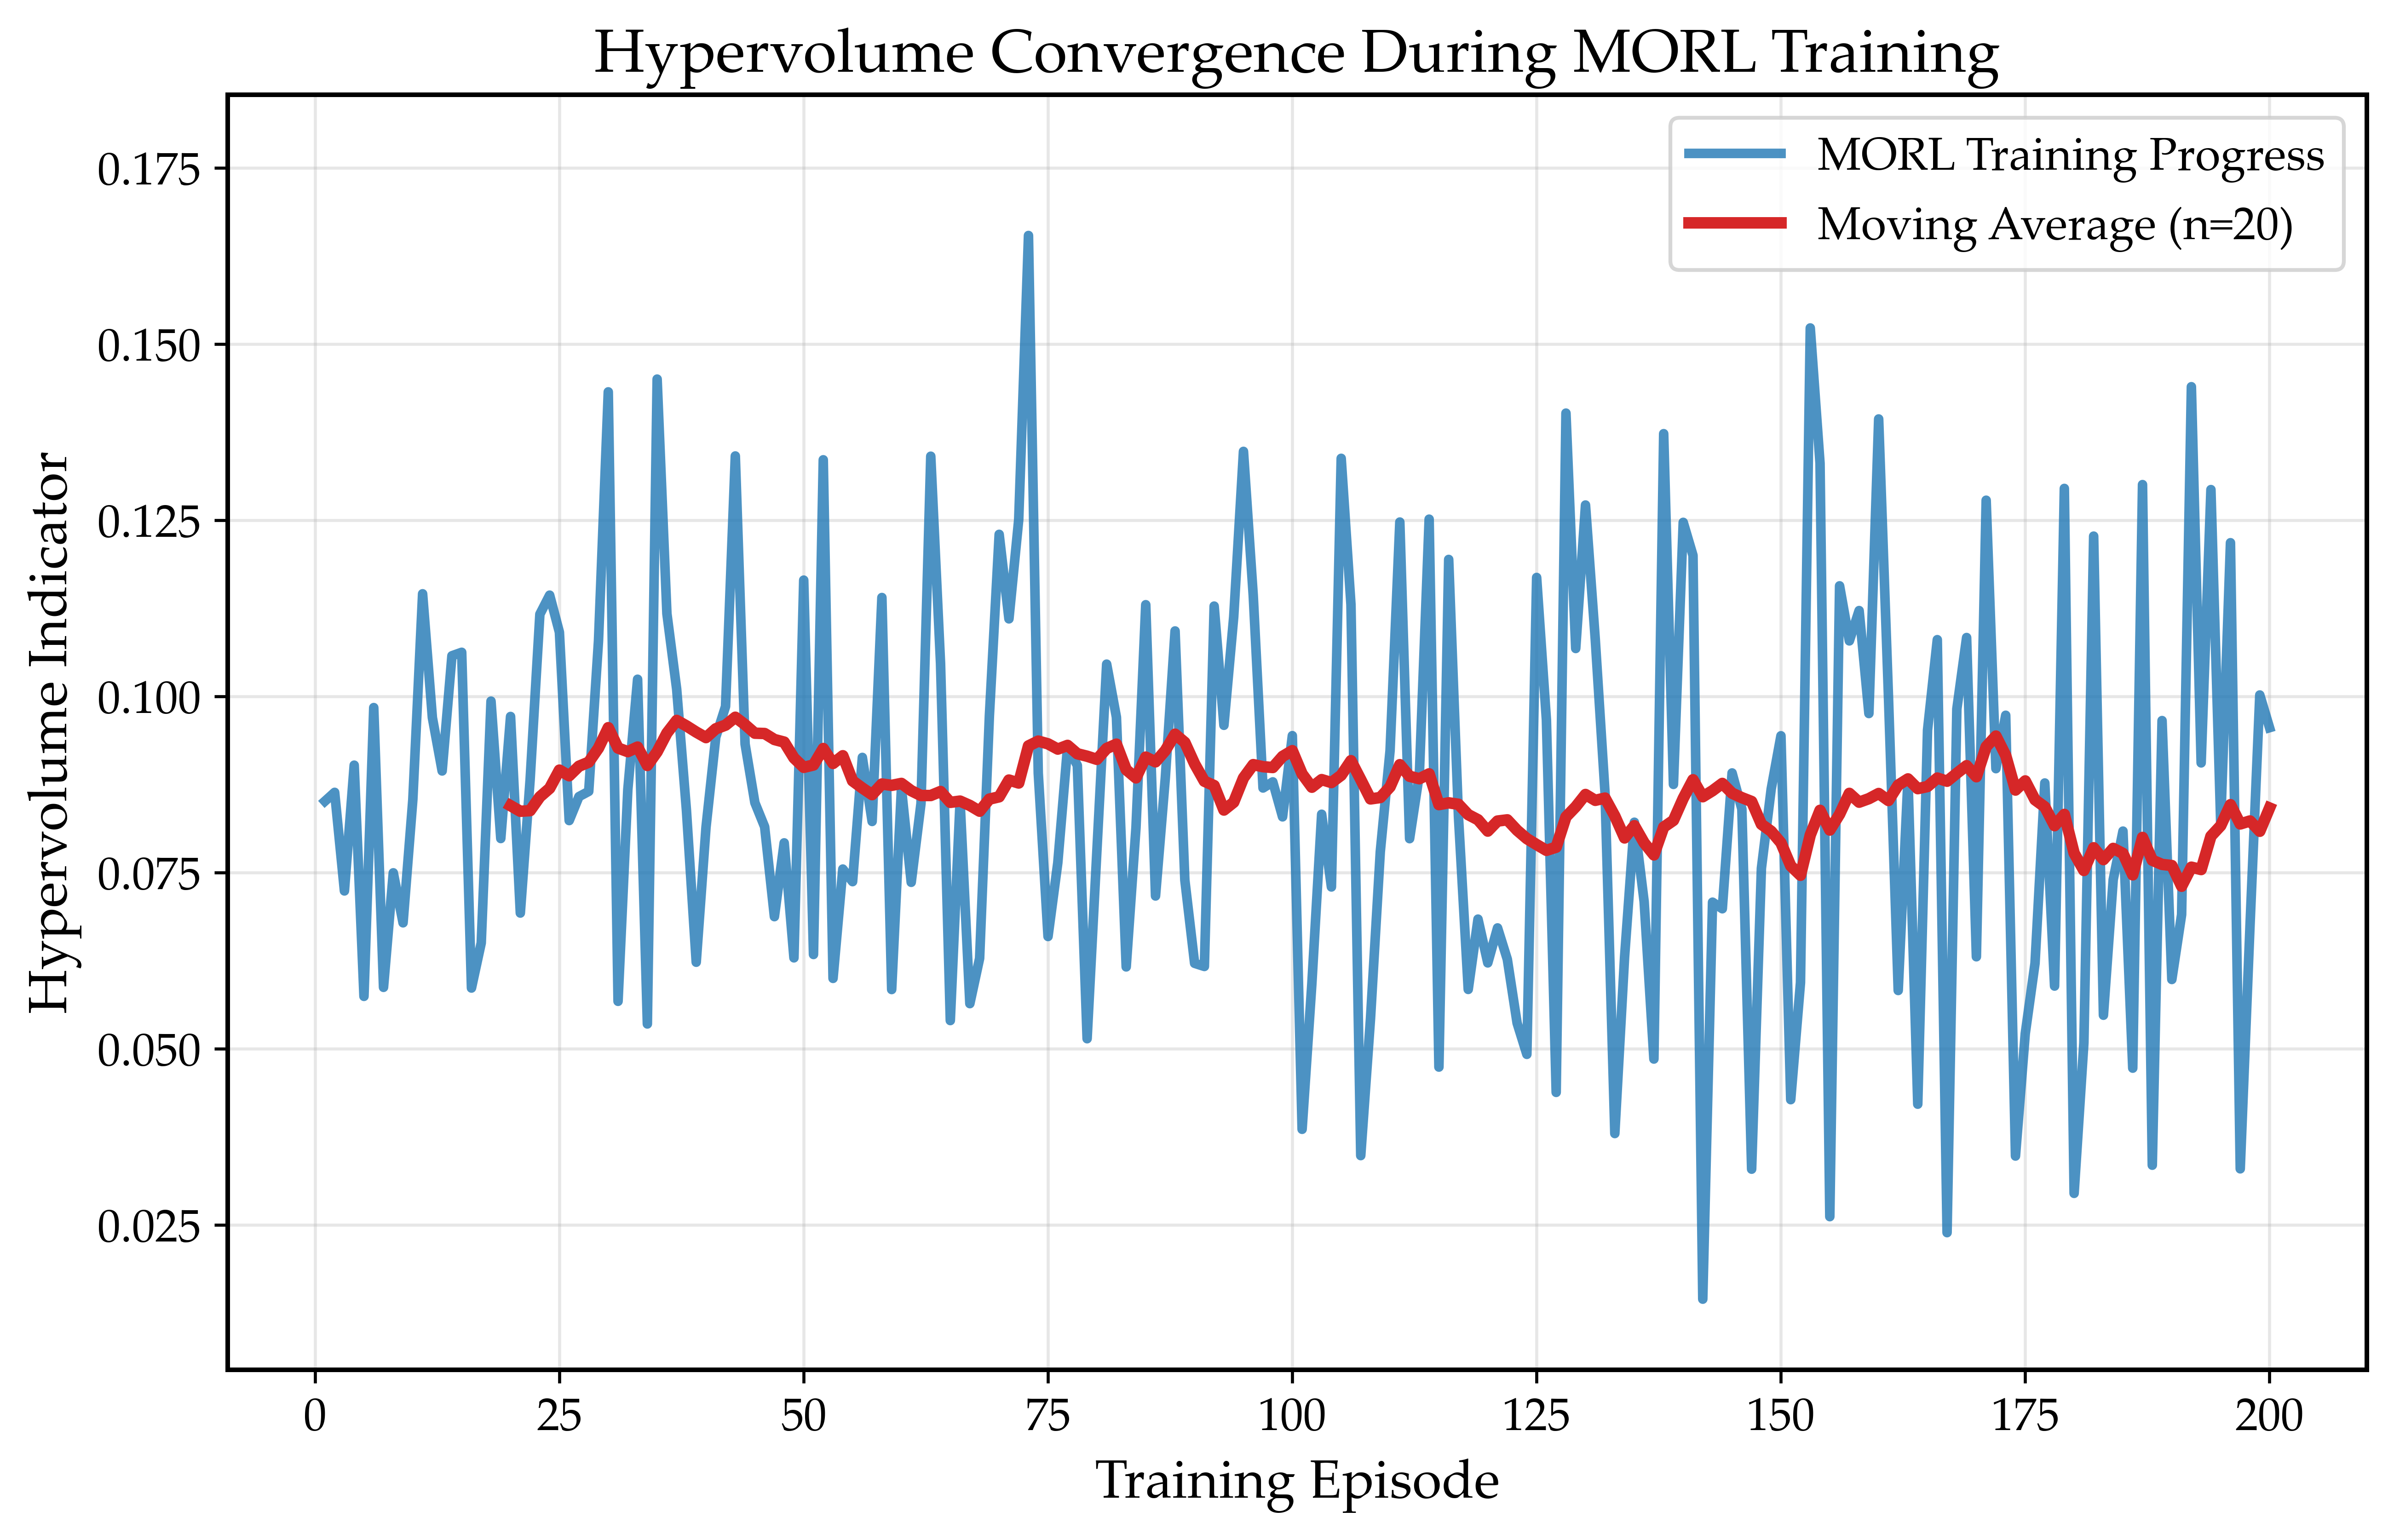 Hypervolume Convergence During MORL Training
MORL Training Progress
Moving Average (n=20)
Hypervolume Indicator
0.175
0.150
0.125
0.100
0.075
0.050
0.025
0 25 50 75 100 125 150 175 200
Training Episode